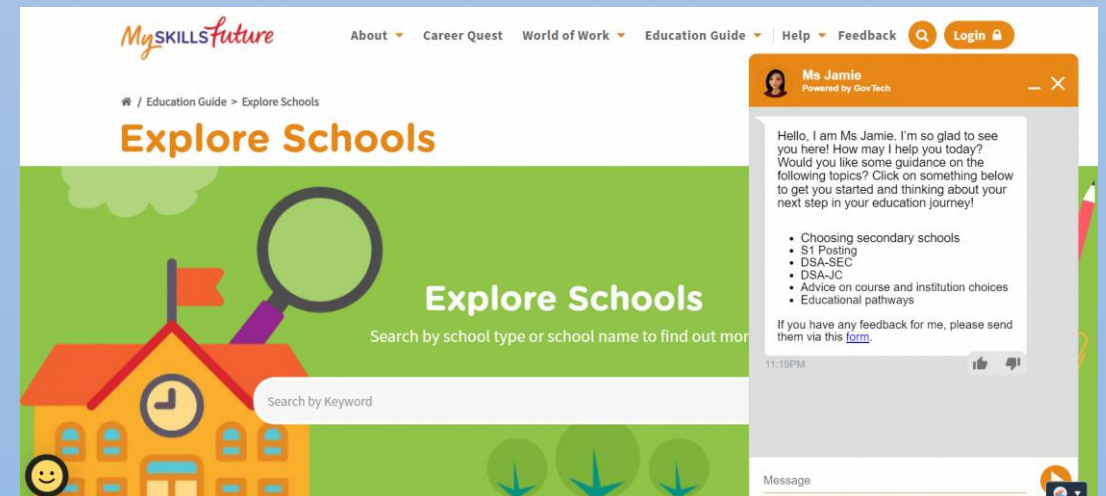 MySKILLSfuture
About Career Quest World of Work Education Guide Help Feedback Login
/ Education Guide > Explore Schools
Explore Schools
Explore Schools
Search by school type or school name to find out mor
Search by Keyword
Ms Jamie
Powered by GovTech
Hello, I am Ms Jamie. I'm so glad to see
you here! How may I help you today?
Would you like some guidance on the
following topics? Click on something below
to get you started and thinking about your
next step in your education journey!
• Choosing secondary schools
• S1 Posting
• DSA-SEC
• DSA-JC
• Advice on course and institution choices
• Educational pathways
If you have any feedback for me, please send
them via this form.
11:19PM
Message